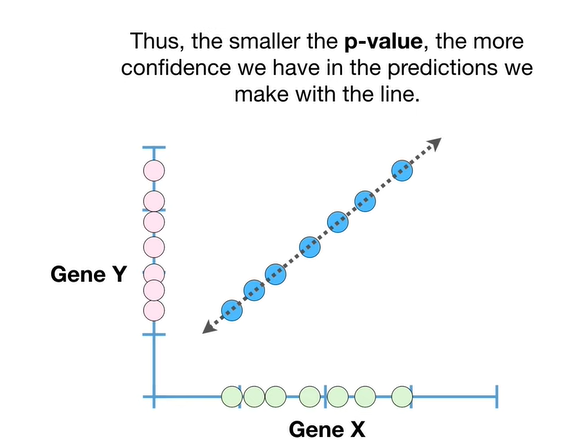 Thus, the smaller the p-value, the more
confidence we have in the predictions we
make with the line.
Gene Y
Gene X